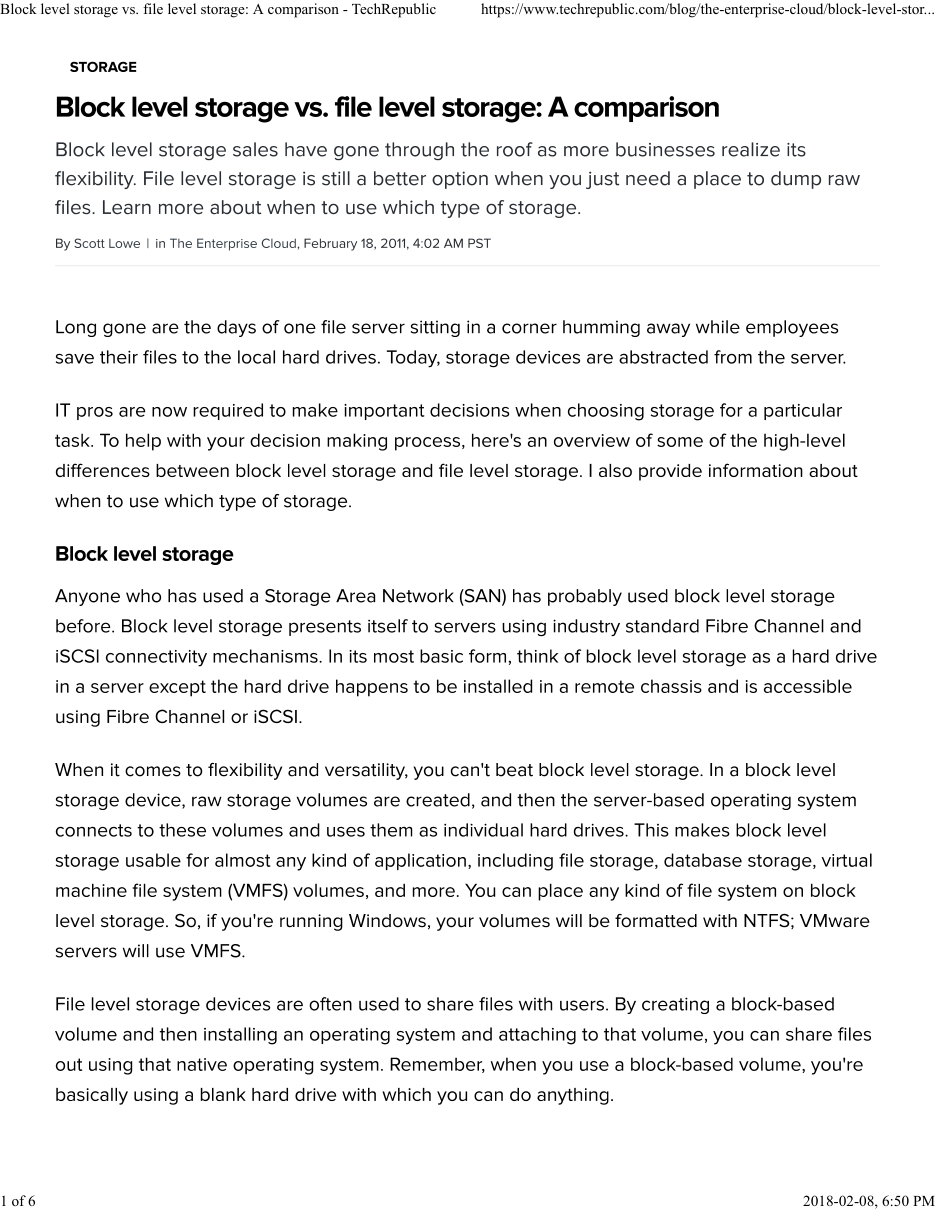 Block level storage vs. file level storage: A comparison - TechRepublic https://www.techrepublic.com/blog/the-enterprise-cloud/block-level-stor...
STORAGE
Block level storage vs. file level storage: A comparison
Block level storage sales have gone through the roof as more businesses realize its
flexibility. File level storage is still a better option when you just need a place to dump raw
files. Learn more about when to use which type of storage.
By Scott Lowe | in The Enterprise Cloud, February 18, 2011, 4:02 AM PST
Long gone are the days of one file server sitting in a corner humming away while employees
save their files to the local hard drives. Today, storage devices are abstracted from the server.
IT pros are now required to make important decisions when choosing storage for a particular
task. To help with your decision making process, here's an overview of some of the high-level
differences between block level storage and file level storage. I also provide information about
when to use which type of storage.
Block level storage
Anyone who has used a Storage Area Network (SAN) has probably used block level storage
before. Block level storage presents itself to servers using industry standard Fibre Channel and
iSCSI connectivity mechanisms. In its most basic form, think of block level storage as a hard drive
in a server except the hard drive happens to be installed in a remote chassis and is accessible
using Fibre Channel or iSCSI.
When it comes to flexibility and versatility, you can't beat block level storage. In a block level
storage device, raw storage volumes are created, and then the server-based operating system
connects to these volumes and uses them as individual hard drives. This makes block level
storage usable for almost any kind of application, including file storage, database storage, virtual
machine file system (VMFS) volumes, and more. You can place any kind of file system on block
level storage. So, if you're running Windows, your volumes will be formatted with NTFS; VMware
servers will use VMFS.
File level storage devices are often used to share files with users. By creating a block-based
volume and then installing an operating system and attaching to that volume, you can share files
out using that native operating system. Remember, when you use a block-based volume, you're
basically using a blank hard drive with which you can do anything.
1 of 6 2018-02-08, 6:50 PM